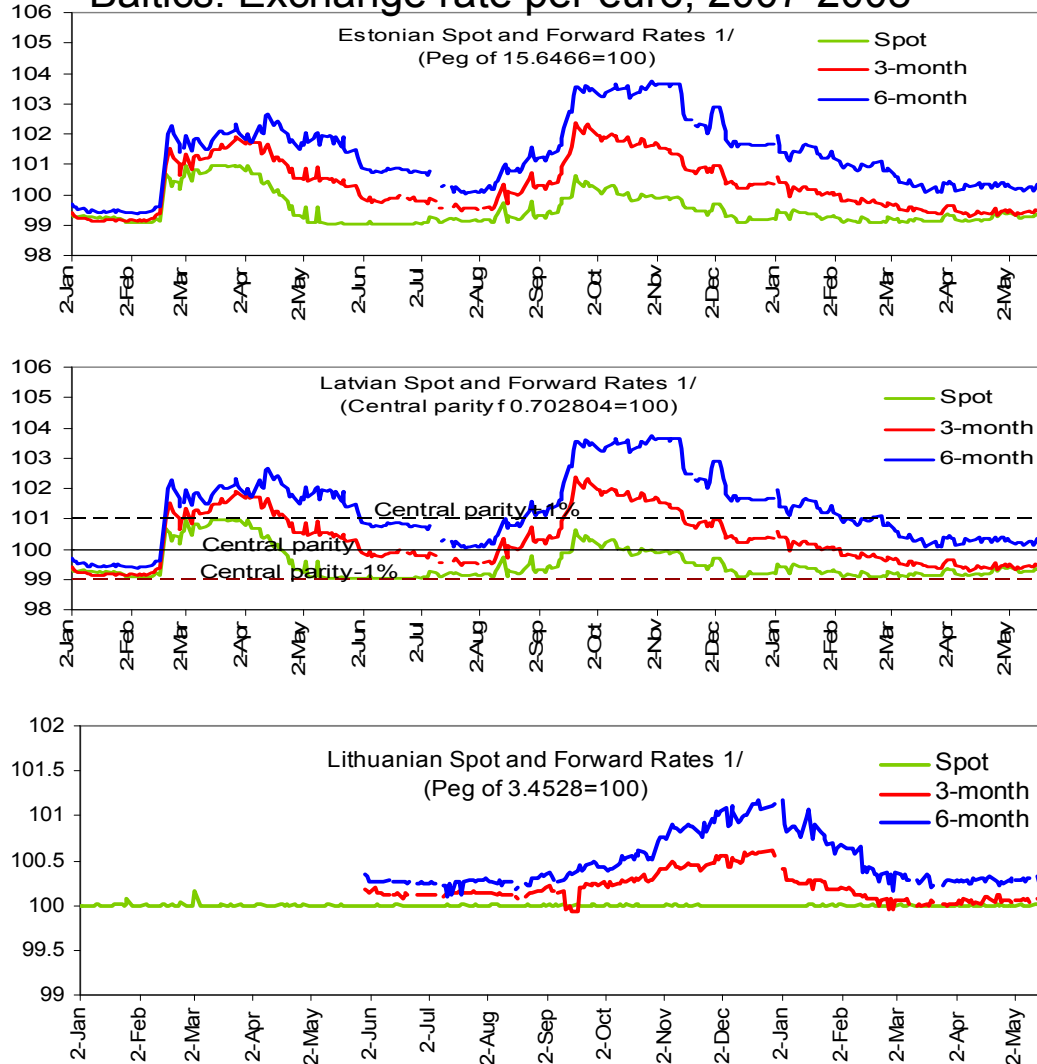 Baltics: Exchange rate per euro, 2007-2008
106
105
104
103
102
101
100
99
98
Estonian Spot and Forward Rates 1/
(Peg of 15.6466=100)
Spot
3-month
6-month
2-Jan
2-Feb
2-Mar
2-Apr
2-May
2-Jun
2-Jul
2-Aug
2-Sep
2-Oct
2-Nov
2-Dec
2-Jan
2-Feb
2-Mar
2-Apr
2-May
106
105
104
103
102
101
100
99
98
Latvian Spot and Forward Rates 1/
(Central parity f 0.702804=100)
Spot
3-month
6-month
Central parity +1%
Central parity
Central parity -1%
2-Jan
2-Feb
2-Mar
2-Apr
2-May
2-Jun
2-Jul
2-Aug
2-Sep
2-Oct
2-Nov
2-Dec
2-Jan
2-Feb
2-Mar
2-Apr
2-May
102
101.5
101
100.5
100
99.5
99
Lithuanian Spot and Forward Rates 1/
(Peg of 3.4528=100)
Spot
3-month
6-month
2-Jan
2-Feb
2-Mar
2-Apr
2-May
2-Jun
2-Jul
2-Aug
2-Sep
2-Oct
2-Nov
2-Dec
2-Jan
2-Feb
2-Mar
2-Apr
2-May